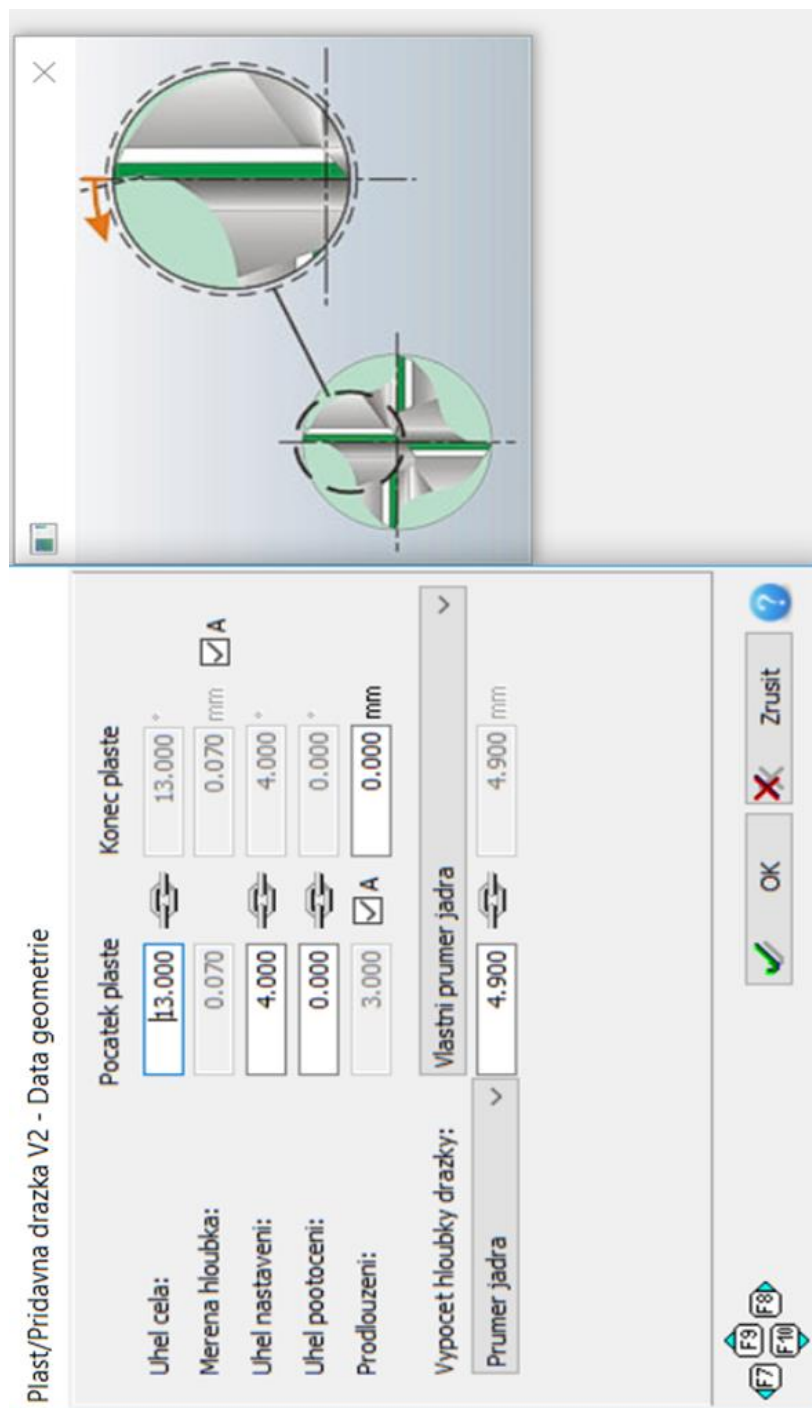 Plast/Pridavna drazka V2 - Data geometrie
Pocatek plaste Konec plaste
Uhel cela: 13.000 13.000 °
Merena hloubka: 0.070 0.070 mm A
Uhel nastaveni: 4.000 4.000 °
Uhel pootoceni: 0.000 0.000 °
Prodlouzeni: 3.000 A 0.000 mm
Vypocet hloubky drazky: Vlastni prumer jadra
Prumer jadra 4.900 4.900 mm
F7 F9 F10 F8 OK Zrusit ?